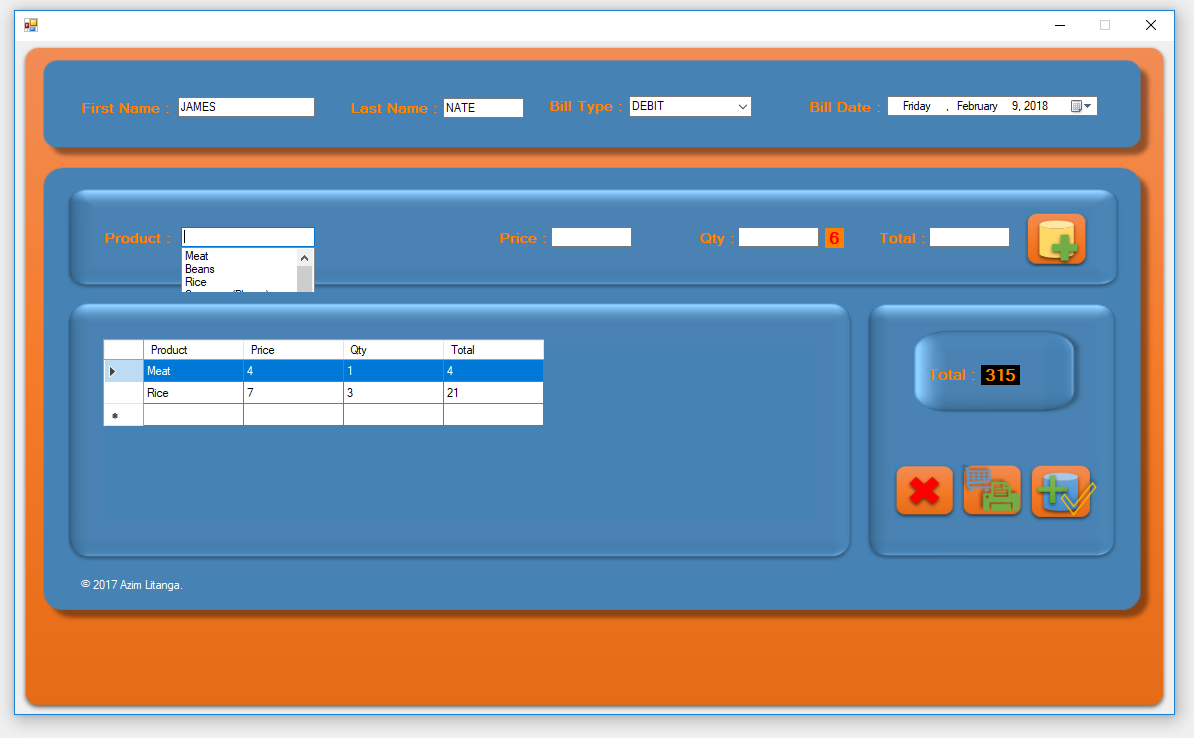 First Name : JAMES Last Name : NATE Bill Type : DEBIT Bill Date : Friday , February 9, 2018
Product : Price : Qty : 6 Total :
Meat
Beans
Rice
Product Price Qty Total
Meat 4 1 4
Rice 7 3 21
Total : 315
© 2017 Azim Litanga.